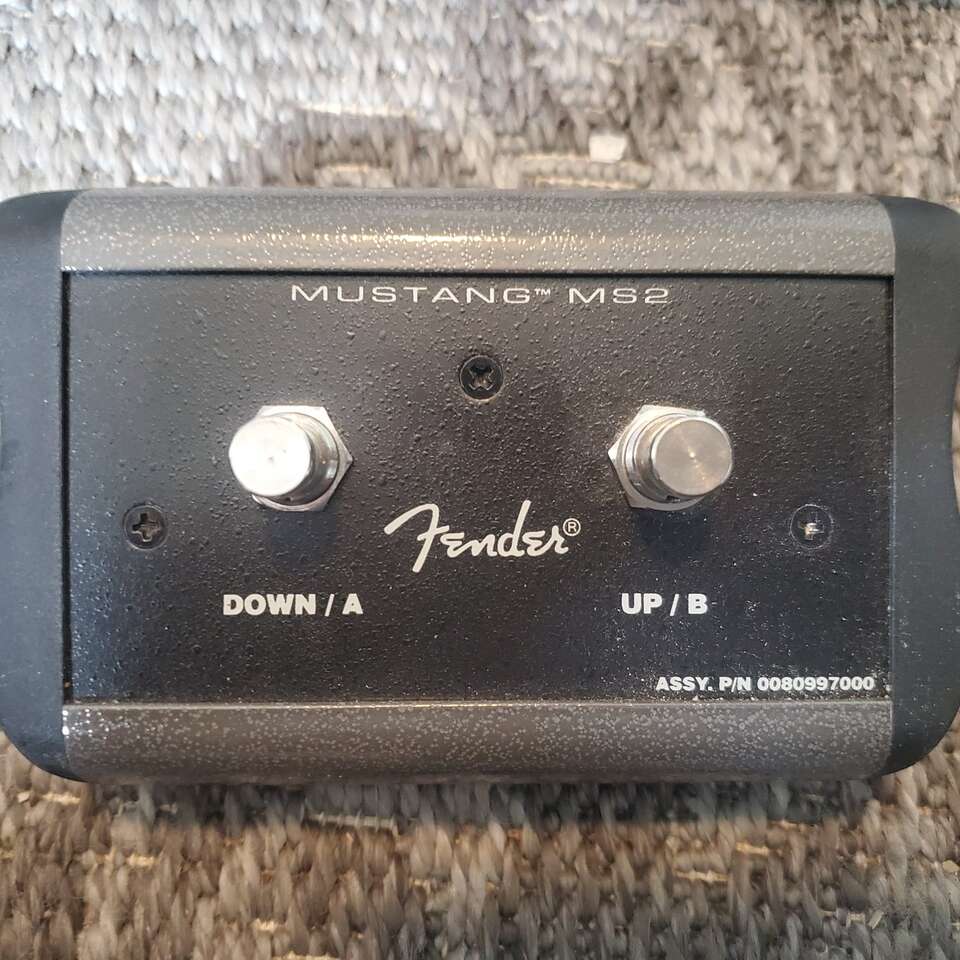 MUSTANG™ MS2
Fender®
DOWN / A
UP / B
ASSY. P/N 0080997000